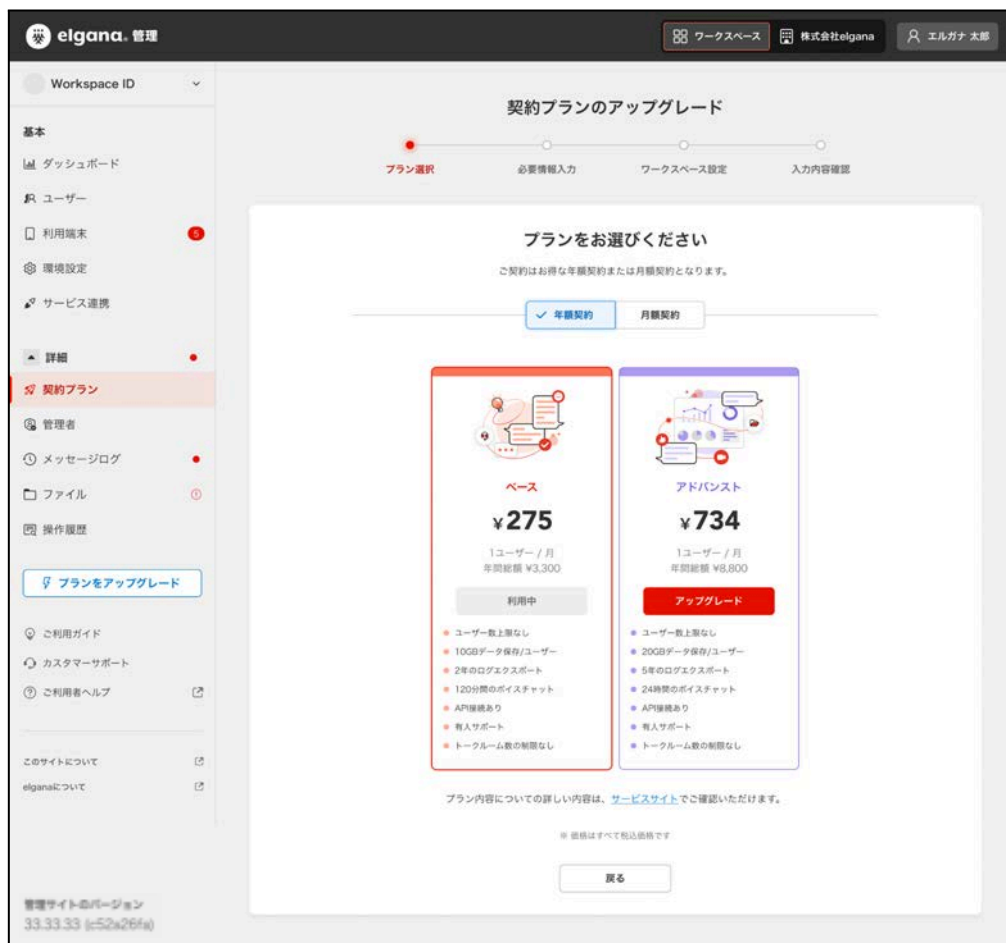 elgana. 管理
ワークスペース
株式会社elgana
エルガナ 太郎
Workspace ID
基本
ダッシュボード
ユーザー
利用端末
5
環境設定
サービス連携
詳細
契約プラン
管理者
メッセージログ
ファイル
操作履歴
プランをアップグレード
ご利用ガイド
カスタマーサポート
ご利用者ヘルプ
このサイトについて
elganaについて
管理サイトのバージョン
33.33.33 (c52a26fa)
契約プランのアップグレード
プラン選択
必要情報入力
ワークスペース設定
入力内容確認
プランをお選びください
ご契約はお得な年額契約または月額契約となります。
年額契約
月額契約
ベース
¥275
1ユーザー / 月
年間総額 ¥3,300
利用中
ユーザー数上限なし
10GBデータ保存/ユーザー
2年のログエクスポート
120分間のボイスチャット
API接続あり
有人サポート
トークルーム数の制限なし
アドバンスト
¥734
1ユーザー / 月
年間総額 ¥8,800
アップグレード
ユーザー数上限なし
20GBデータ保存/ユーザー
5年のログエクスポート
24時間のボイスチャット
API接続あり
有人サポート
トークルーム数の制限なし
プラン内容についての詳しい内容は、サービスサイトでご確認いただけます。
※ 価格はすべて税込価格です
戻る